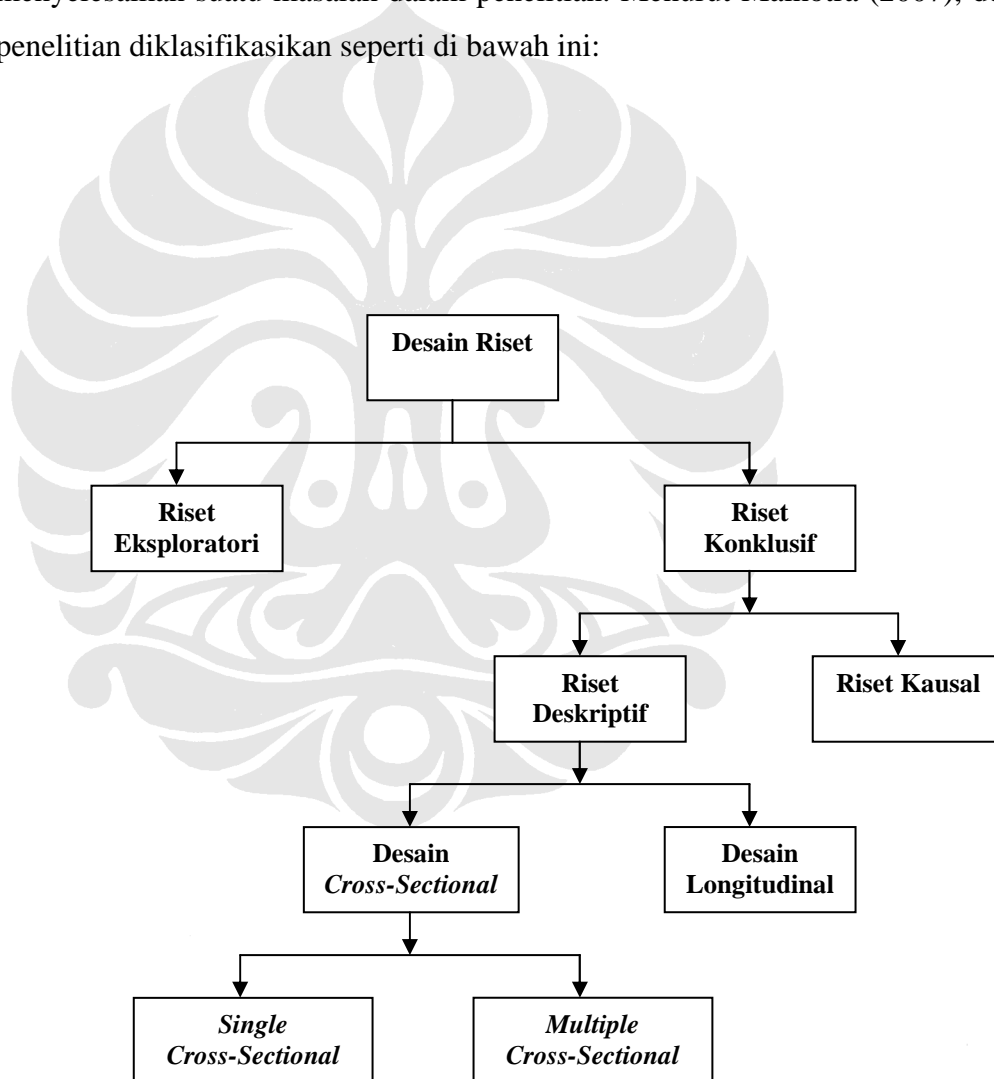 penelitian diklasifikasikan seperti di bawah ini:
Desain Riset
Riset
Eksploratori
Riset
Konklusif
Riset
Deskriptif
Riset Kausal
Desain
Cross-Sectional
Desain
Longitudinal
Single
Cross-Sectional
Multiple
Cross-Sectional